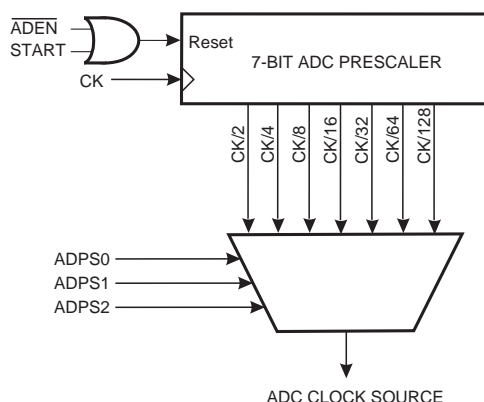 ADEN
START
Reset
7-BIT ADC PRESCALER
CK
CK/2
CK/4
CK/8
CK/16
CK/32
CK/64
CK/128
ADPS0
ADPS1
ADPS2
ADC CLOCK SOURCE